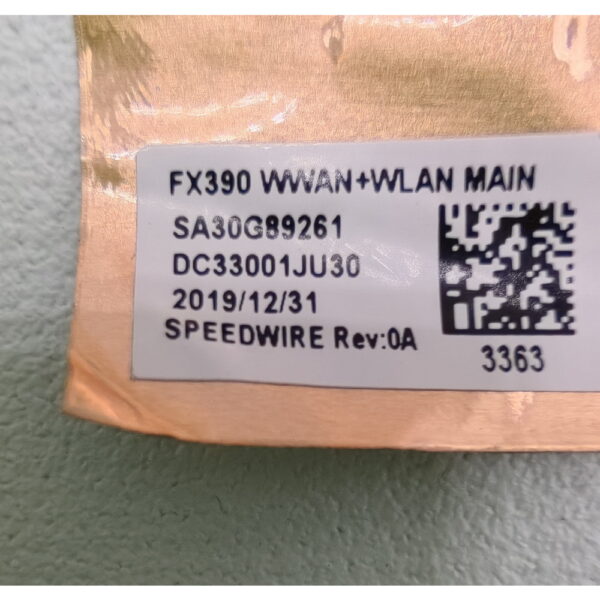 FX390 WWAN+WLAN MAIN
SA30G89261
DC33001JU30
2019/12/31
SPEEDWIRE Rev:0A
3363